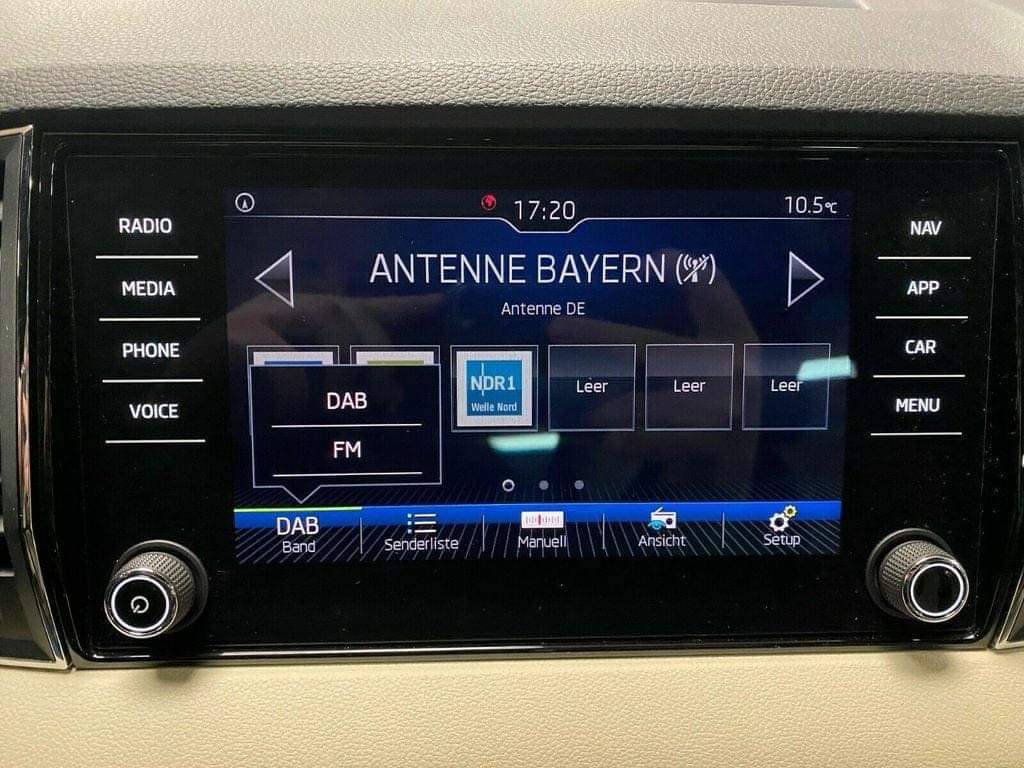 17:20
10.5°C
RADIO
MEDIA
PHONE
VOICE
ANTENNE BAYERN
Antenne DE
NDR1
Welle Nord
Leer
Leer
Leer
DAB
FM
DAB
Band
Senderliste
Manuell
Ansicht
Setup
NAV
APP
CAR
MENU